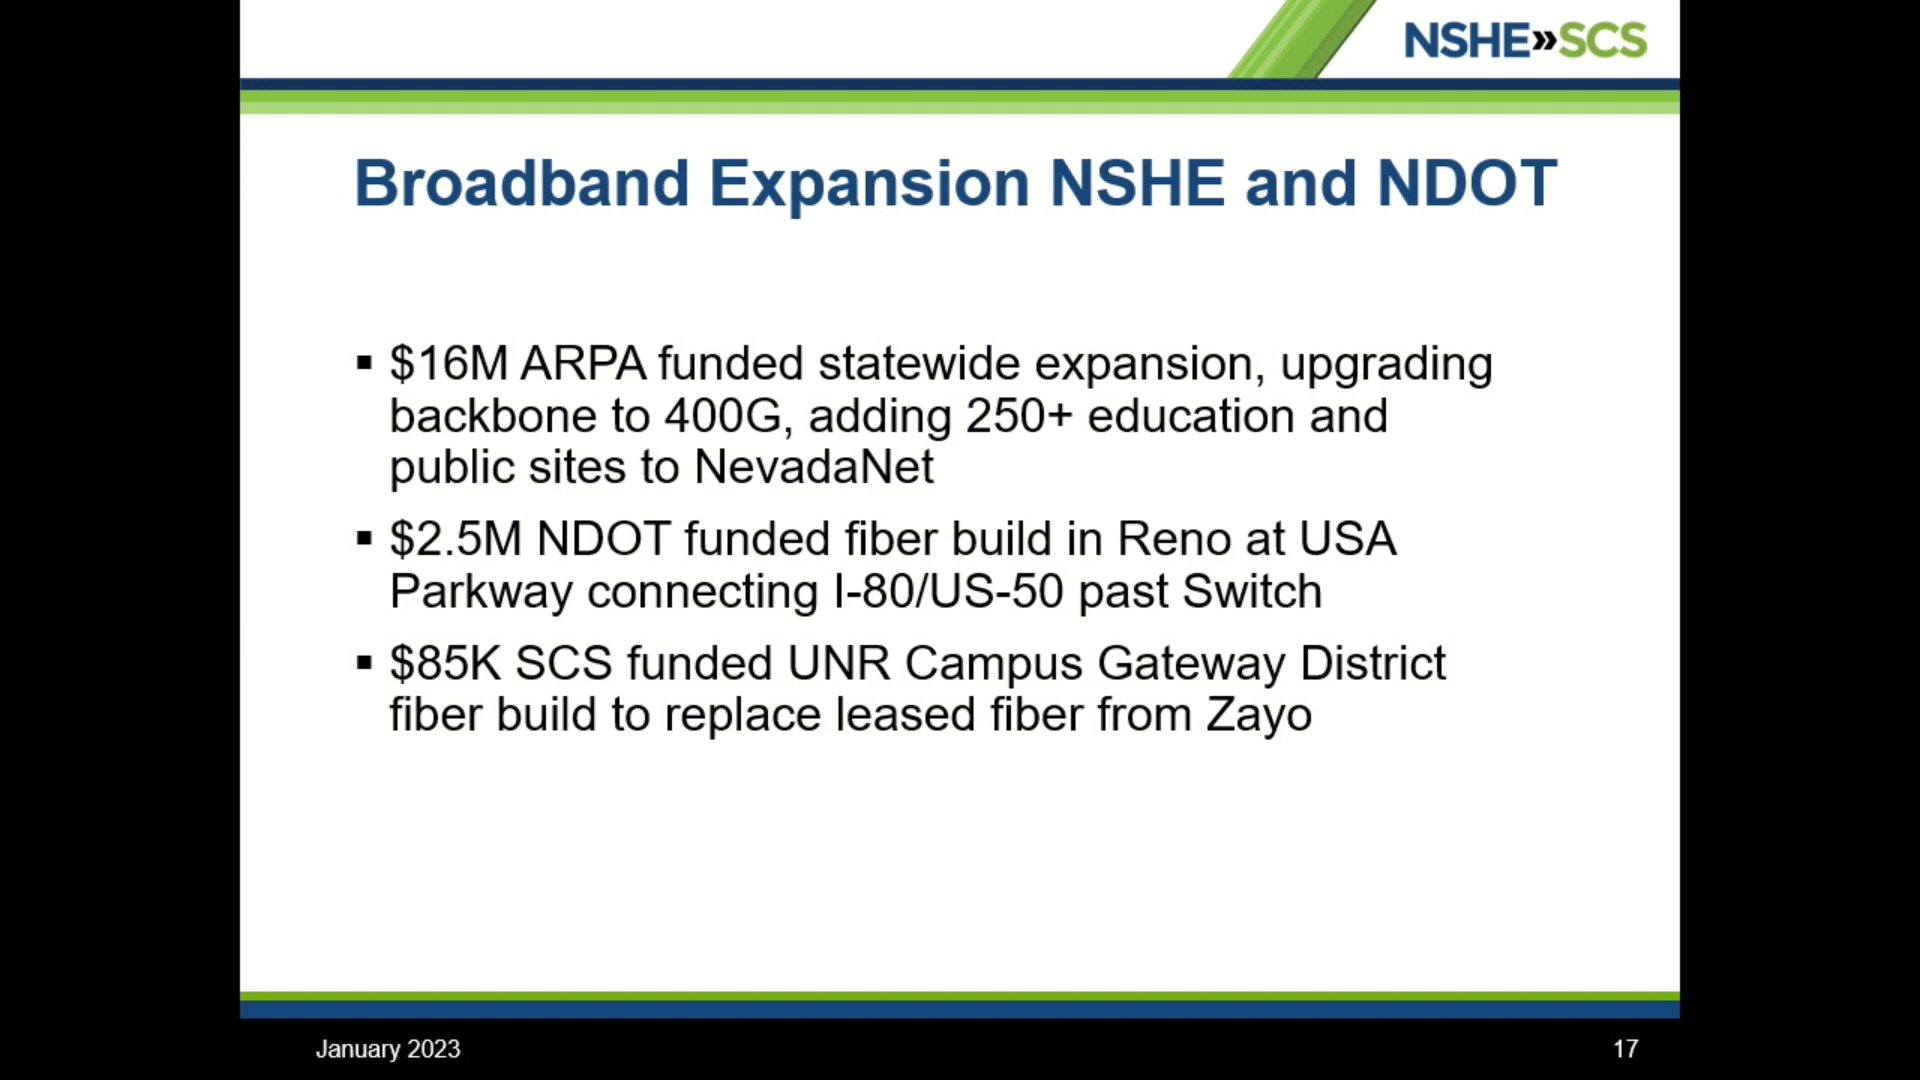 NSHE»SCS
Broadband Expansion NSHE and NDOT
▪ $16M ARPA funded statewide expansion, upgrading
backbone to 400G, adding 250+ education and
public sites to NevadaNet
▪ $2.5M NDOT funded fiber build in Reno at USA
Parkway connecting I-80/US-50 past Switch
▪ $85K SCS funded UNR Campus Gateway District
fiber build to replace leased fiber from Zayo
January 2023
17